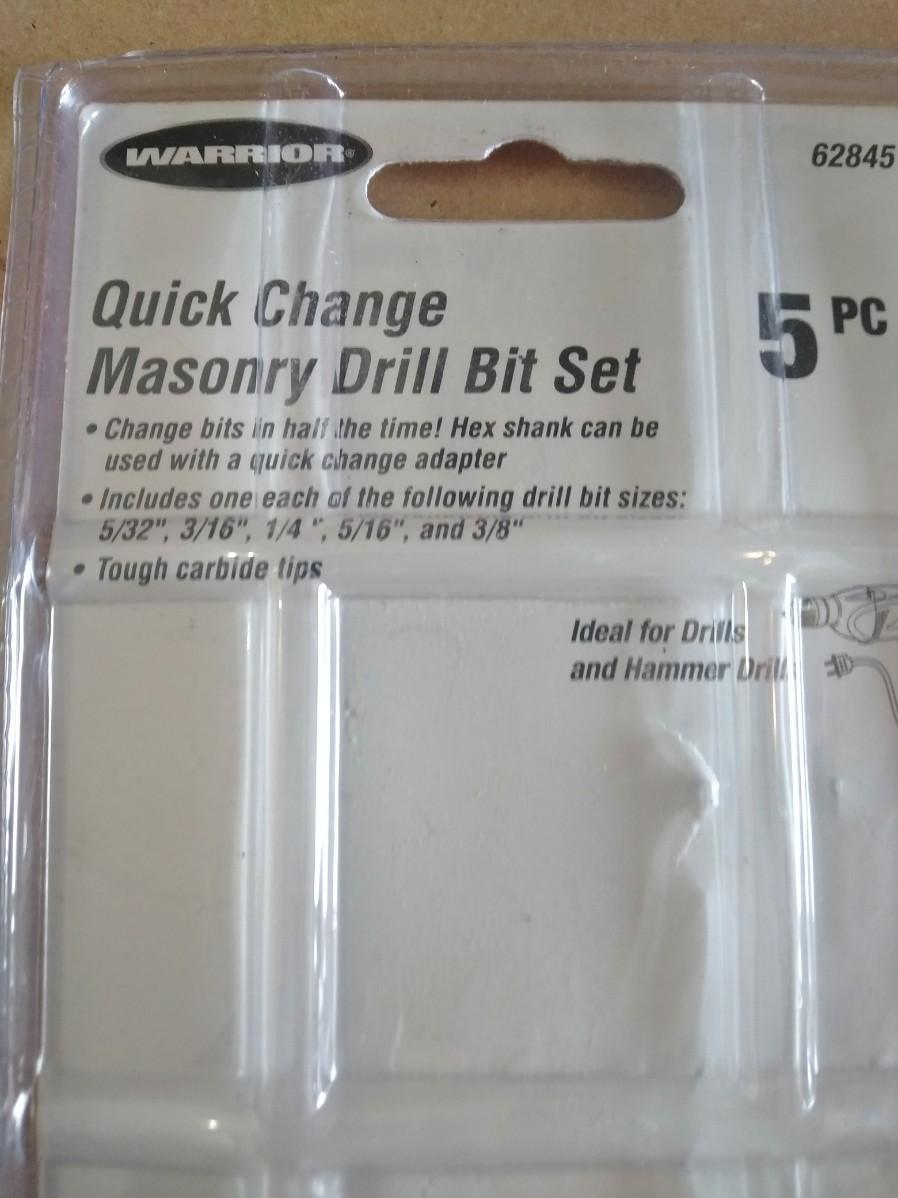 WARRIOR®
62845
Quick Change
Masonry Drill Bit Set
5 PC
• Change bits in half the time! Hex shank can be
used with a quick change adapter
• Includes one each of the following drill bit sizes:
5/32", 3/16", 1/4 ", 5/16", and 3/8"
• Tough carbide tips
Ideal for Drills
and Hammer Drills